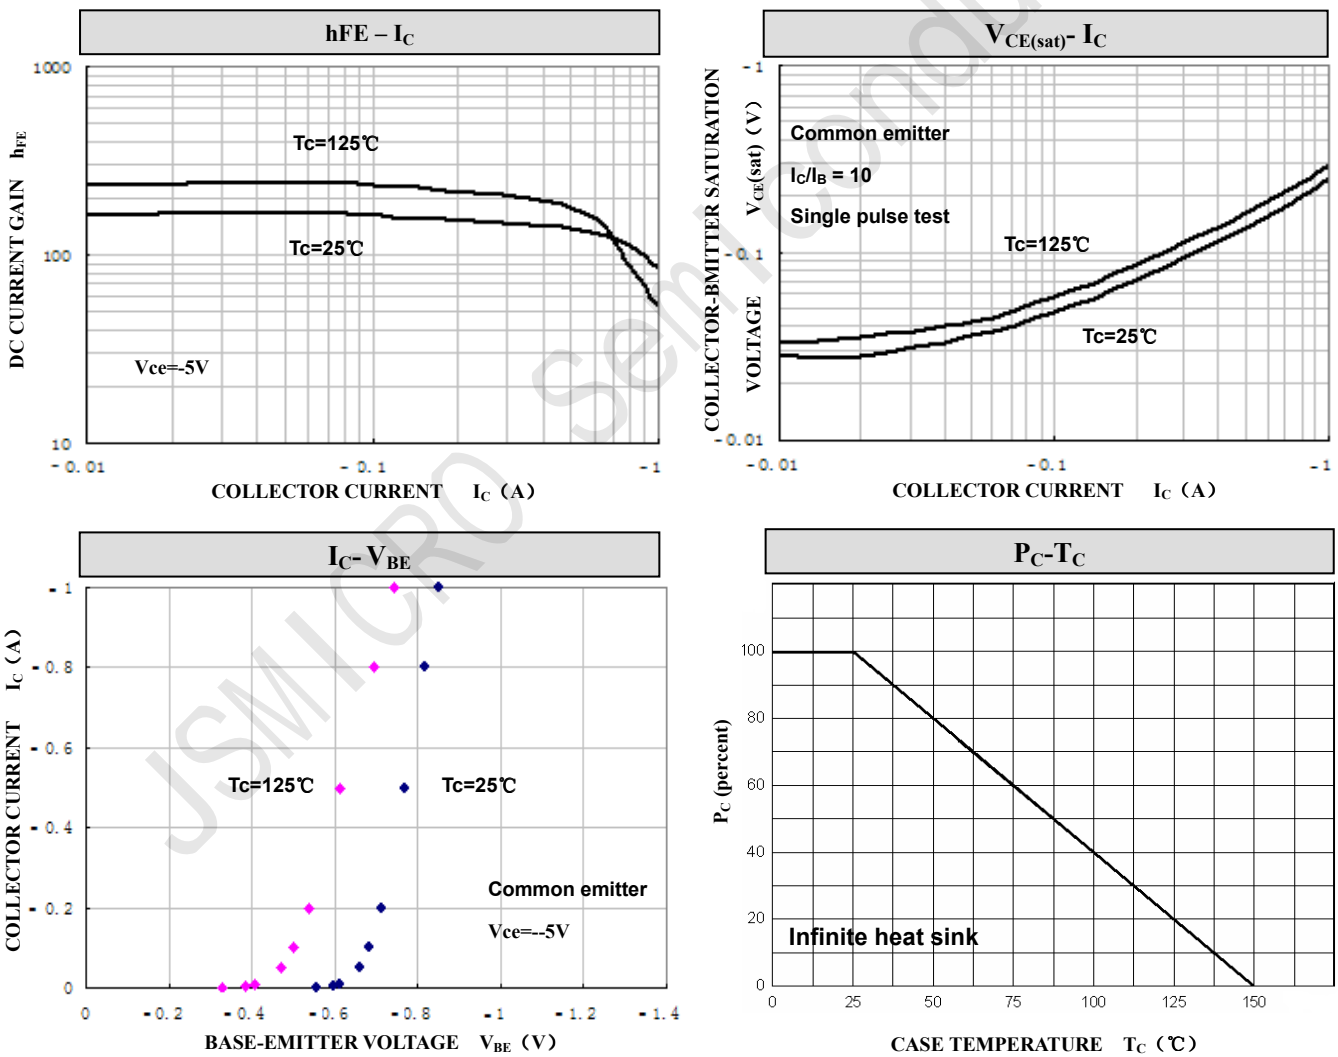 hFE – IC
1000
100
10
DC CURRENT GAIN hFE
Tc=125℃
Tc=25℃
Vce=-5V
-0.01
-0.1
-1
COLLECTOR CURRENT IC (A)
VCE(sat)- IC
-1
-0.1
-0.01
COLLECTOR-BMITTER SATURATION
VOLTAGE VCE(sat) (V)
Common emitter
IC/IB = 10
Single pulse test
Tc=125℃
Tc=25℃
-0.01
-0.1
-1
COLLECTOR CURRENT IC (A)
IC- VBE
-1
-0.8
-0.6
-0.4
-0.2
0
COLLECTOR CURRENT IC (A)
Tc=125℃
Tc=25℃
Common emitter
Vce=--5V
0
-0.2
-0.4
-0.6
-0.8
-1
-1.2
-1.4
BASE-EMITTER VOLTAGE VBE (V)
PC-TC
100
80
60
40
20
0
PC (percent)
Infinite heat sink
0
25
50
75
100
125
150
CASE TEMPERATURE TC (℃)
JSMICRO Semicondu